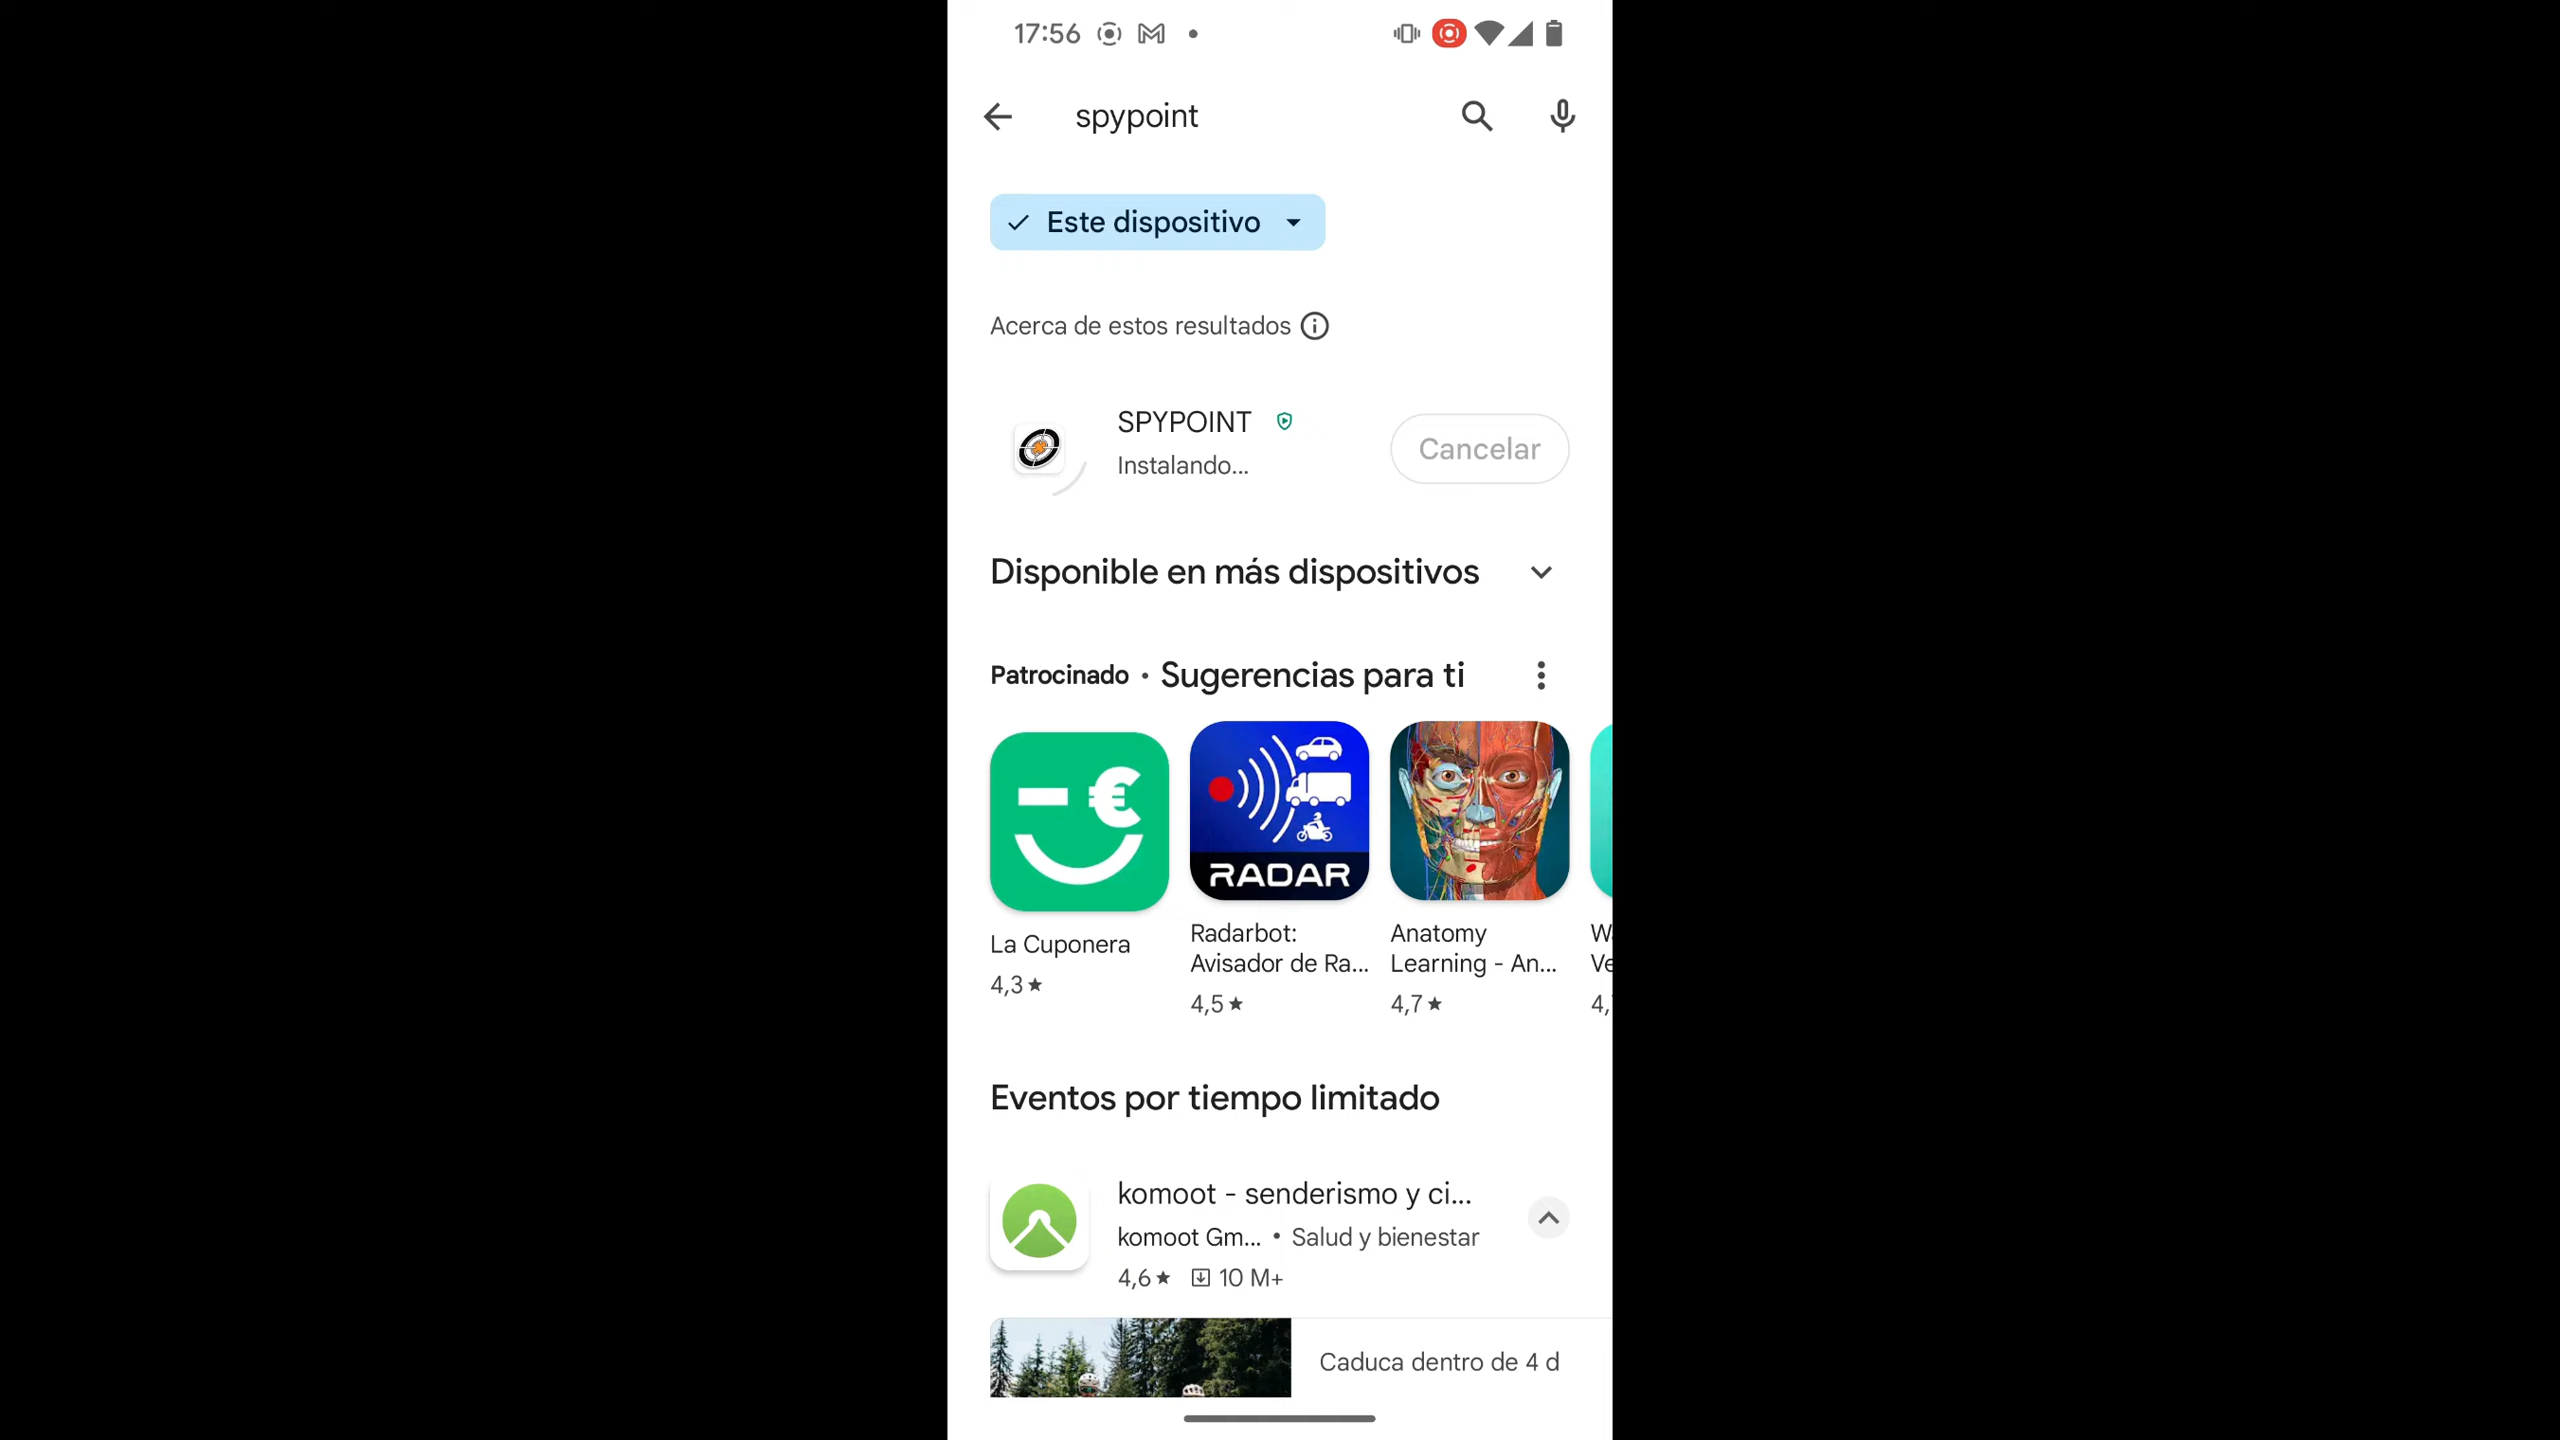 17:56
spypoint
Este dispositivo
Acerca de estos resultados
SPYPOINT
Instalando...
Cancelar
Disponible en más dispositivos
Patrocinado • Sugerencias para ti
RADAR
La Cuponera
4,3
Radarbot:
Avisador de Ra...
4,5
Anatomy
Learning - An...
4,7
Eventos por tiempo limitado
komoot - senderismo y ci...
komoot Gm... • Salud y bienestar
4,6 10 M+
Caduca dentro de 4 d